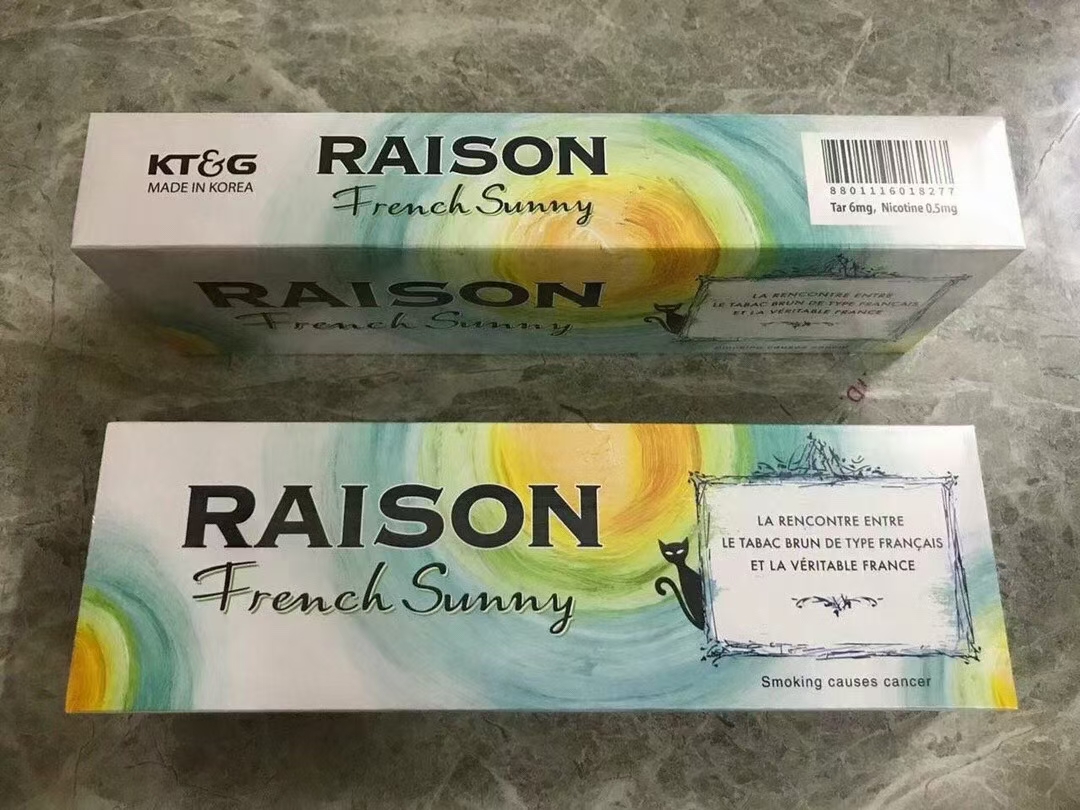 KT&G
MADE IN KOREA
RAISON
French Sunny
8801116018277
Tar 6mg, Nicotine 0.5mg
RAISON
French Sunny
LA RENCONTRE ENTRE
LE TABAC BRUN DE TYPE FRANÇAIS
ET LA VÉRITABLE FRANCE
Smoking causes
RAISON
French Sunny
LA RENCONTRE ENTRE
LE TABAC BRUN DE TYPE FRANÇAIS
ET LA VÉRITABLE FRANCE
Smoking causes cancer